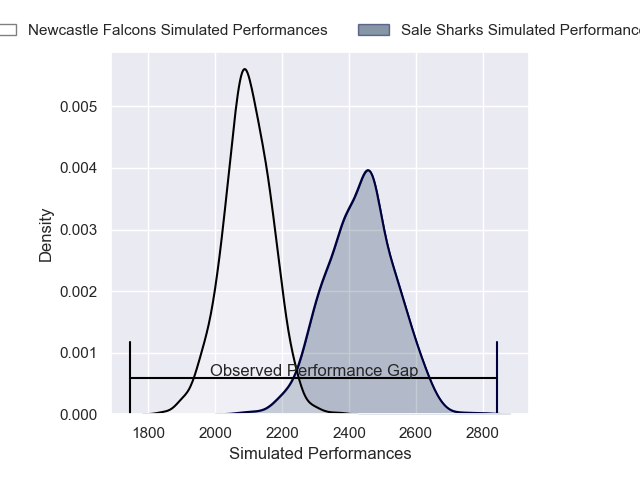 Newcastle Falcons Simulated Performances
Sale Sharks Simulated Performance
0.005
0.004
0.003
0.002
0.001
0.000
Density
Observed Performance Gap
1800 2000 2200 2400 2600 2800
Simulated Performances